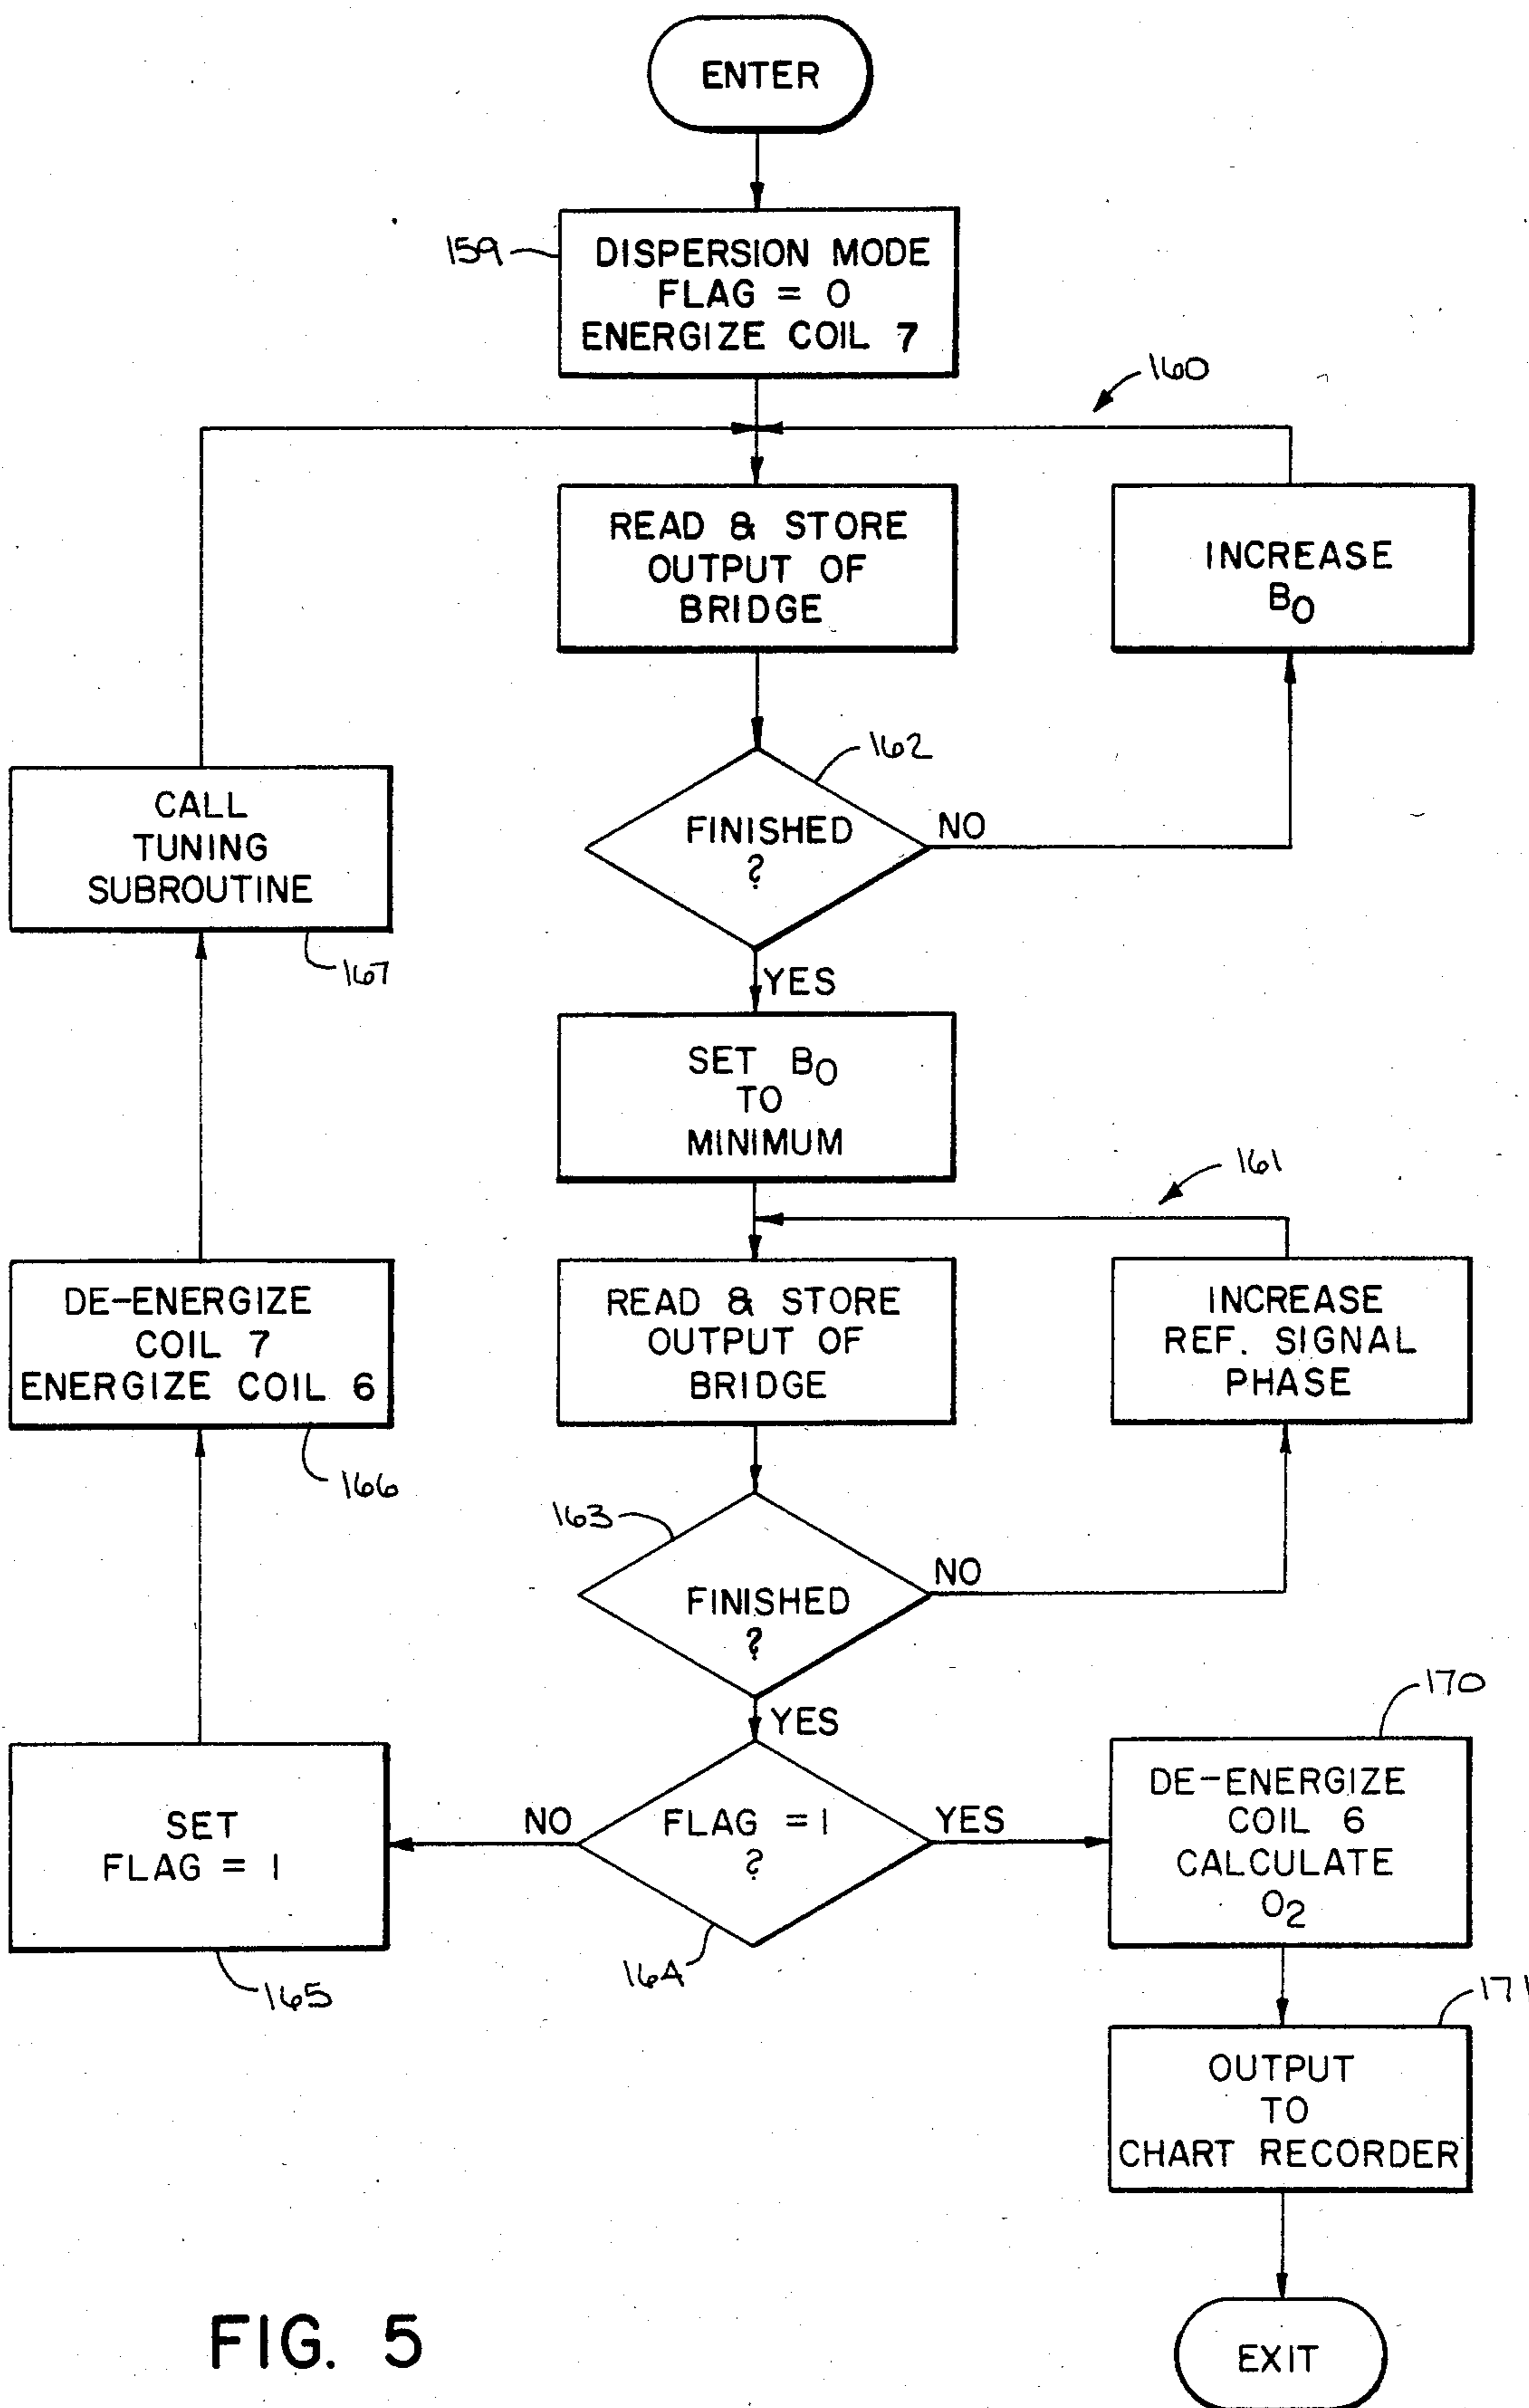 ENTER
159
DISPERSION MODE
FLAG = 0
ENERGIZE COIL 7
160
READ & STORE
OUTPUT OF
BRIDGE
INCREASE
B0
162
FINISHED
?
NO
CALL
TUNING
SUBROUTINE
167
YES
SET B0
TO
MINIMUM
161
DE-ENERGIZE
COIL 7
ENERGIZE COIL 6
166
READ & STORE
OUTPUT OF
BRIDGE
INCREASE
REF. SIGNAL
PHASE
163
FINISHED
?
NO
YES
170
SET
FLAG = 1
165
NO
FLAG = 1
?
YES
164
DE-ENERGIZE
COIL 6
CALCULATE
O2
171
OUTPUT
TO
CHART RECORDER
EXIT
FIG. 5